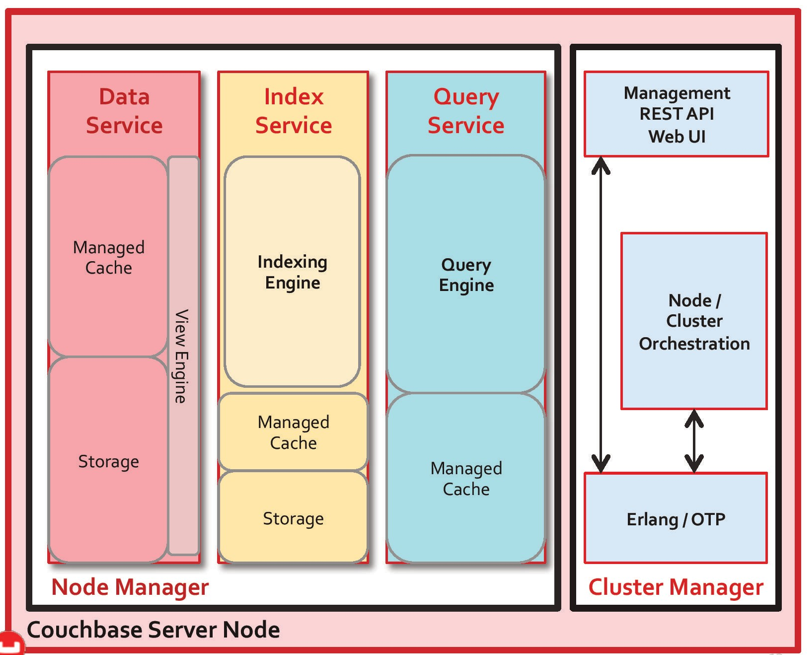 Data
Service
Managed
Cache
Storage
View Engine
Index
Service
Indexing
Engine
Managed
Cache
Storage
Query
Service
Query
Engine
Managed
Cache
Node Manager
Management
REST API
Web UI
Node /
Cluster
Orchestration
Erlang / OTP
Cluster Manager
Couchbase Server Node